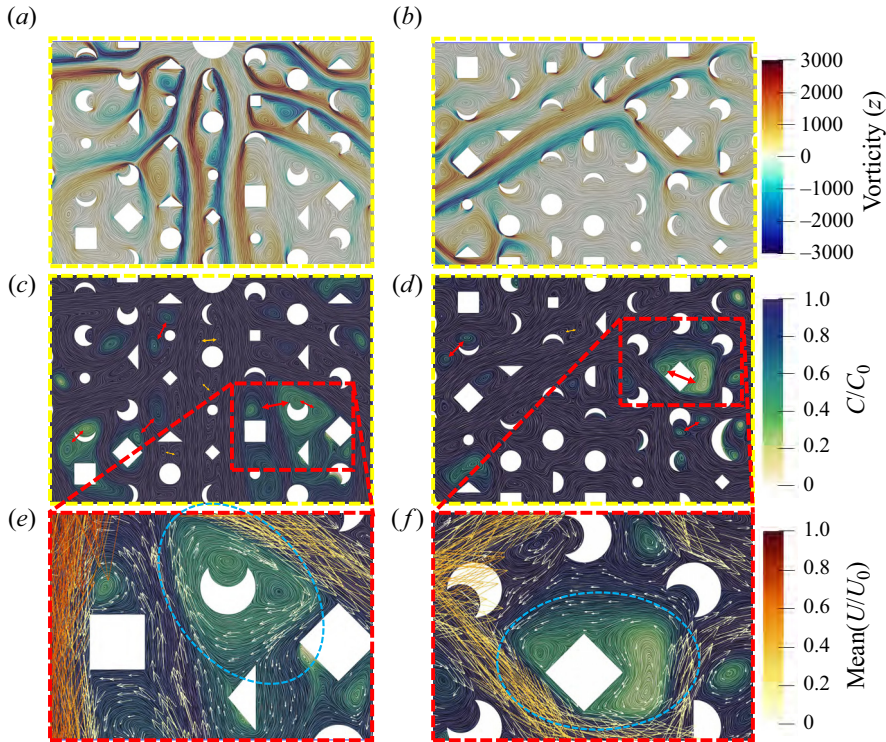 (a)
(b)
3000
2000
1000
0
–1000
–2000
–3000
Vorticity (z)
(c)
(d)
1.0
0.8
0.6
0.4
0.2
0
C/C₀
(e)
(f)
1.0
0.8
0.6
0.4
0.2
0
Mean(U/U₀)